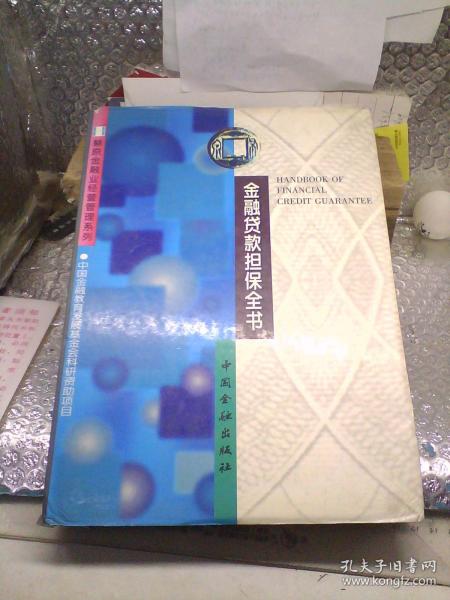 金融业经营管理系列
中国金融教育发展基金会科研资助项目
金融贷款担保全书
HANDBOOK OF
FINANCIAL
CREDIT GUARANTEE
中国金融出版社
孔夫子旧书网
www.kongfz.com